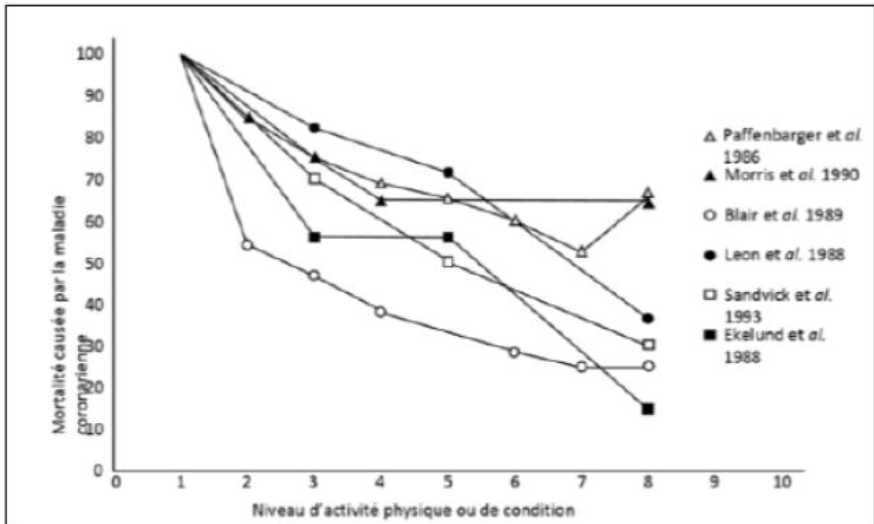 Mortalité causée par la maladie
coronarienne
100
90
80
70
60
50
40
30
20
10
0
0 1 2 3 4 5 6 7 8 9 10
Niveau d'activité physique ou de condition
Paffenbarger et al.
1986
Morris et al. 1990
Blair et al. 1989
Leon et al. 1988
Sandvick et al.
1993
Ekelund et al.
1988